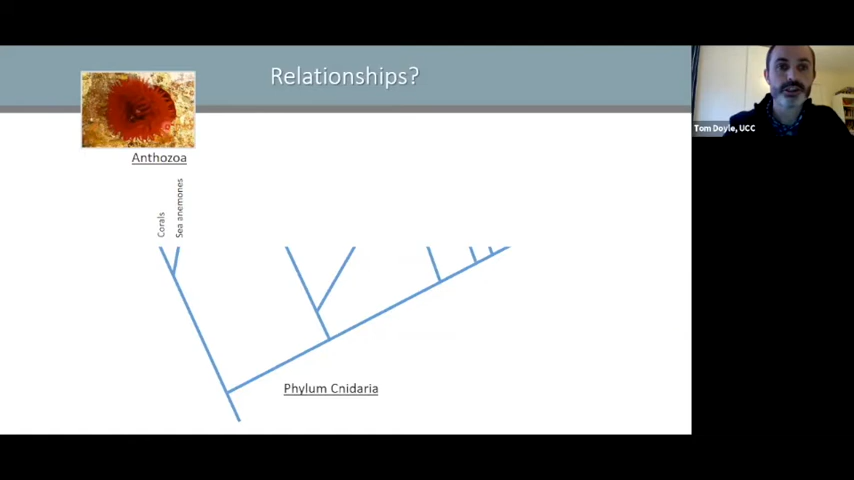 Relationships?
Tom Doyle, UCC
Anthozoa
Corals
Sea anemones
Phylum Cnidaria